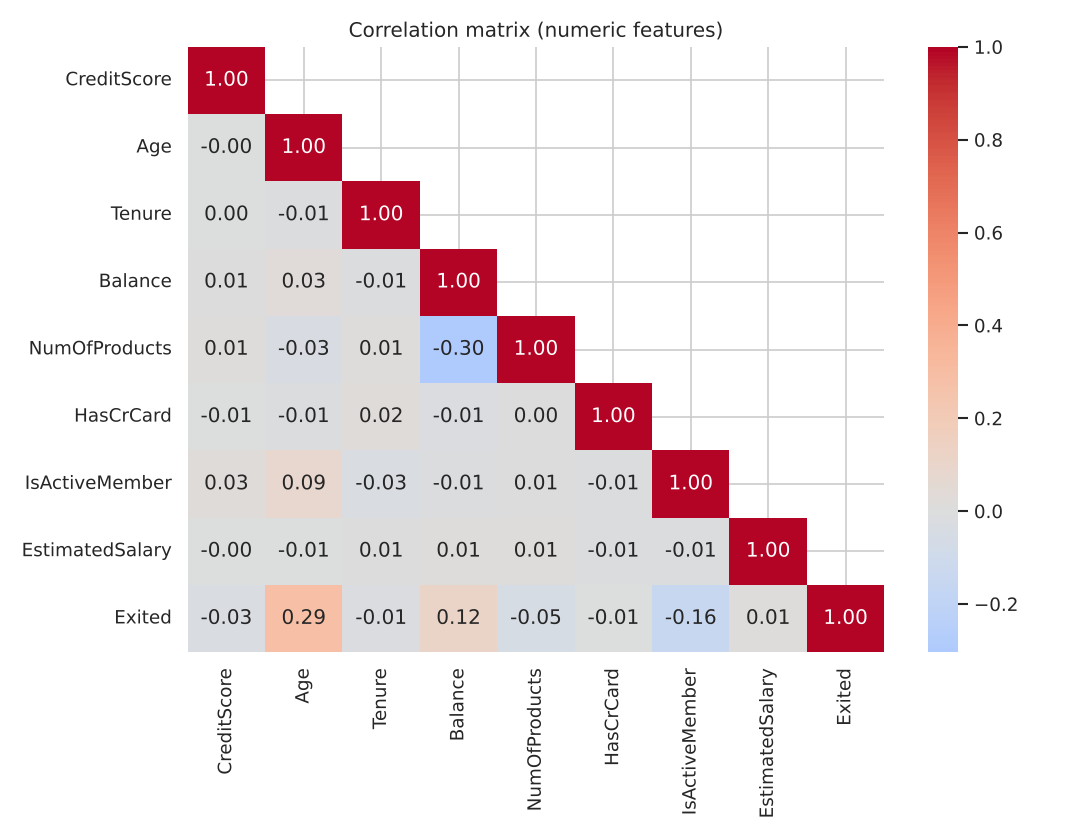 Correlation matrix (numeric features)
CreditScore 1.00
Age -0.00 1.00
Tenure 0.00 -0.01 1.00
Balance 0.01 0.03 -0.01 1.00
NumOfProducts 0.01 -0.03 0.01 -0.30 1.00
HasCrCard -0.01 -0.01 0.02 -0.01 0.00 1.00
IsActiveMember 0.03 0.09 -0.03 -0.01 0.01 -0.01 1.00
EstimatedSalary -0.00 -0.01 0.01 0.01 0.01 -0.01 -0.01 1.00
Exited -0.03 0.29 -0.01 0.12 -0.05 -0.01 -0.16 0.01 1.00
CreditScore
Age
Tenure
Balance
NumOfProducts
HasCrCard
IsActiveMember
EstimatedSalary
Exited
1.0
0.8
0.6
0.4
0.2
0.0
−0.2